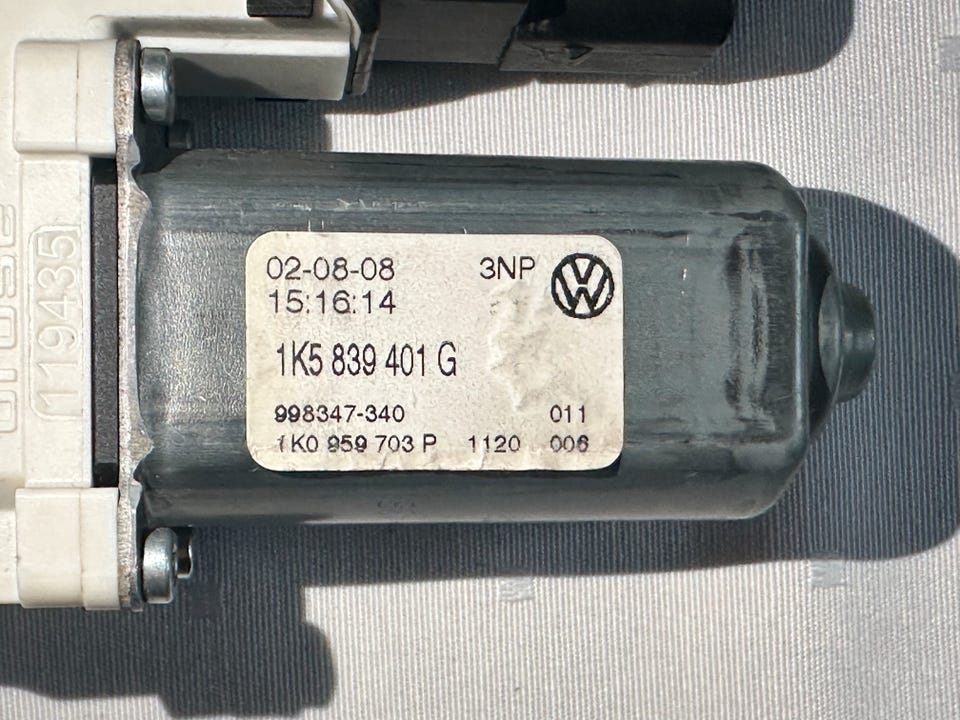 02-08-08 3NP
15:16:14
1K5 839 401 G
998347-340 011
1K0 959 703 P 1120 006
119435
brose